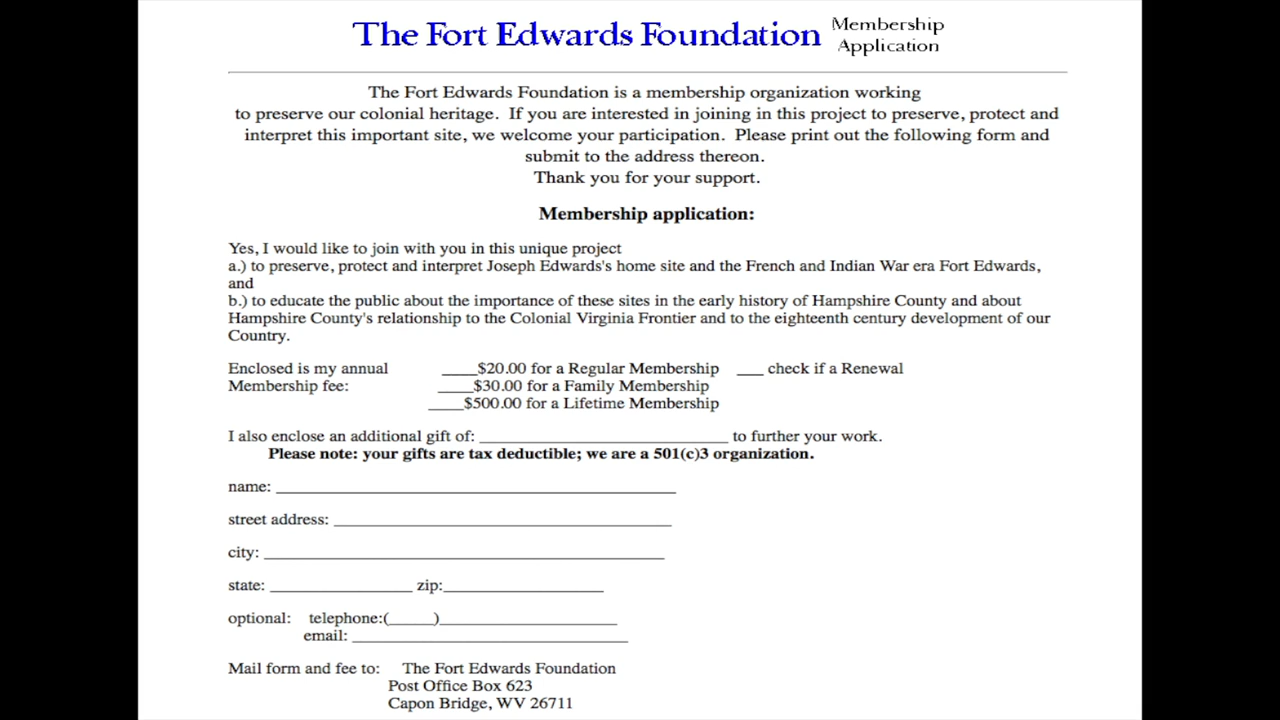 The Fort Edwards Foundation Membership
Application
The Fort Edwards Foundation is a membership organization working
to preserve our colonial heritage. If you are interested in joining in this project to preserve, protect and
interpret this important site, we welcome your participation. Please print out the following form and
submit to the address thereon.
Thank you for your support.
Membership application:
Yes, I would like to join with you in this unique project
a.) to preserve, protect and interpret Joseph Edwards's home site and the French and Indian War era Fort Edwards,
and
b.) to educate the public about the importance of these sites in the early history of Hampshire County and about
Hampshire County's relationship to the Colonial Virginia Frontier and to the eighteenth century development of our
Country.
Enclosed is my annual ____$20.00 for a Regular Membership ___ check if a Renewal
Membership fee: ____$30.00 for a Family Membership
____$500.00 for a Lifetime Membership
I also enclose an additional gift of: ____________________________ to further your work.
Please note: your gifts are tax deductible; we are a 501(c)3 organization.
name: _____________________________________________
street address: ______________________________________
city: _____________________________________________
state: ________________ zip:__________________
optional: telephone:(_____)____________________
email: _______________________________
Mail form and fee to: The Fort Edwards Foundation
Post Office Box 623
Capon Bridge, WV 26711